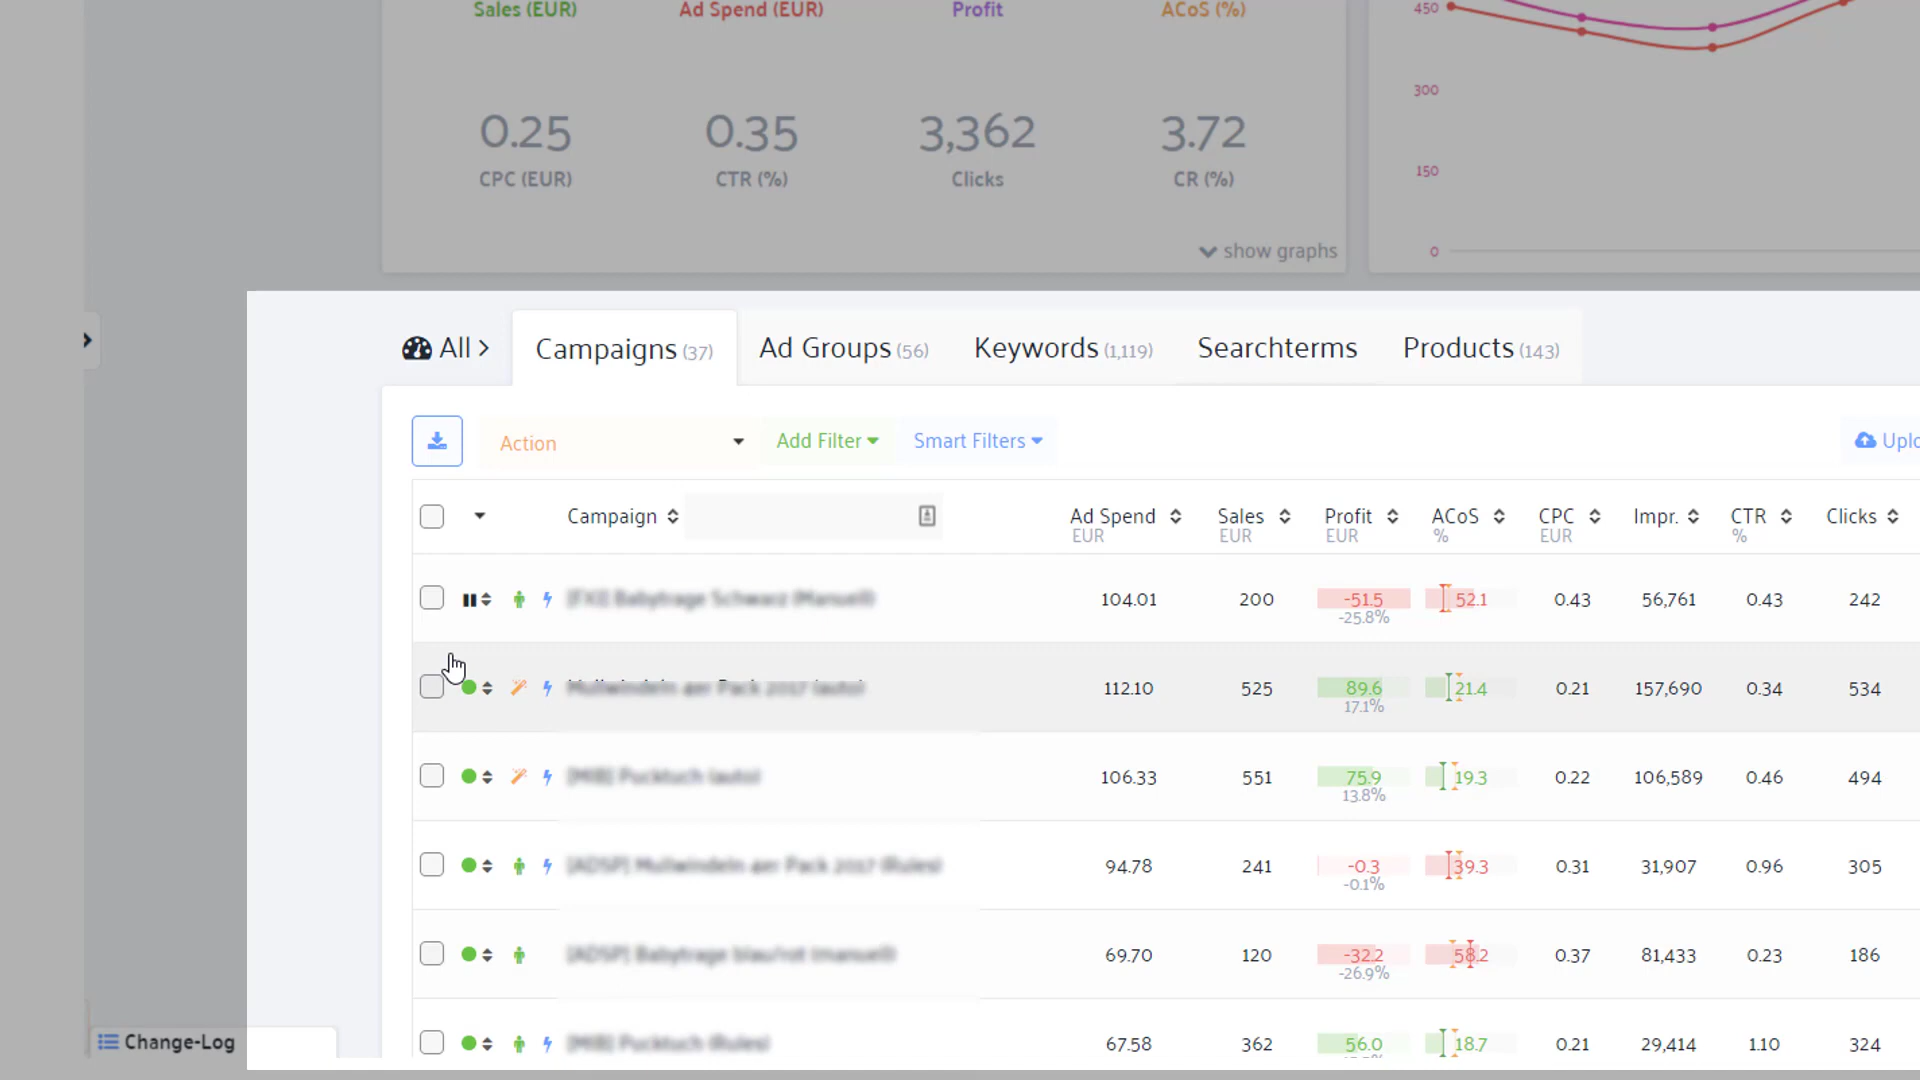 Sales (EUR) Ad Spend (EUR) Profit ACoS (%)
450
300
0.25 0.35 3,362 3.72
CPC (EUR) CTR (%) Clicks CR (%)
150
show graphs
0
All Campaigns (37) Ad Groups (56) Keywords (1,119) Searchterms Products (143)
Action Add Filter Smart Filters
Campaign Ad Spend Sales Profit ACoS CPC Impr. CTR Clicks
EUR EUR EUR % EUR %
104.01 200 -51.5 52.1 0.43 56,761 0.43 242
-25.8%
112.10 525 89.6 21.4 0.21 157,690 0.34 534
17.1%
106.33 551 75.9 19.3 0.22 106,589 0.46 494
13.8%
94.78 241 -0.3 39.3 0.31 31,907 0.96 305
-0.1%
69.70 120 -32.2 58.2 0.37 81,433 0.23 186
-26.9%
67.58 362 56.0 18.7 0.21 29,414 1.10 324
Change-Log